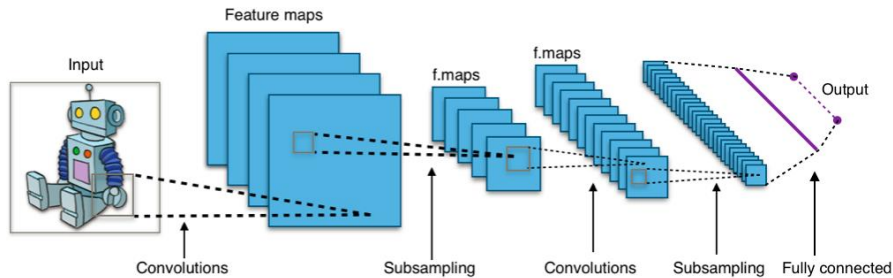 Feature maps
Input
f.maps
f.maps
Output
Convolutions
Subsampling
Convolutions
Subsampling
Fully connected